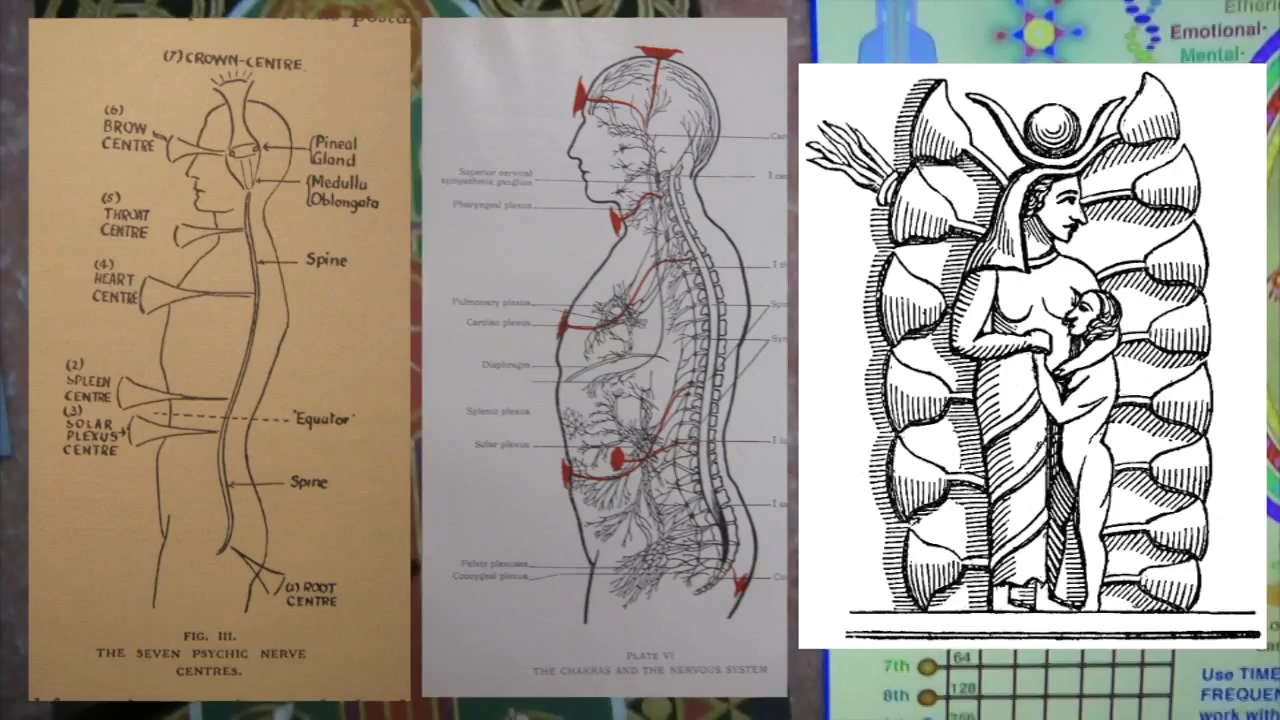 (7) CROWN-CENTRE.
(6)
BROW
CENTRE
Pineal
Gland
Medulla
Oblongata
(5)
THROAT
CENTRE
Spine
(4)
HEART
CENTRE
(2)
SPLEEN
CENTRE
(3)
SOLAR
PLEXUS
CENTRE
"Equator"
Spine
(1) ROOT
CENTRE
FIG. III.
THE SEVEN PSYCHIC NERVE
CENTRES.
Superior cervical
sympathetic ganglion
Pharyngeal plexus
Pulmonary plexus
Cardiac plexus
Diaphragm
Splenic plexus
Solar plexus
Pelvic plexuses
Coccygeal plexus
PLATE VI
THE CHAKRAS AND THE NERVOUS SYSTEM
Emotional-
Mental-
7th
64
8th
128
256
Use TIME
FREQUEN
work with